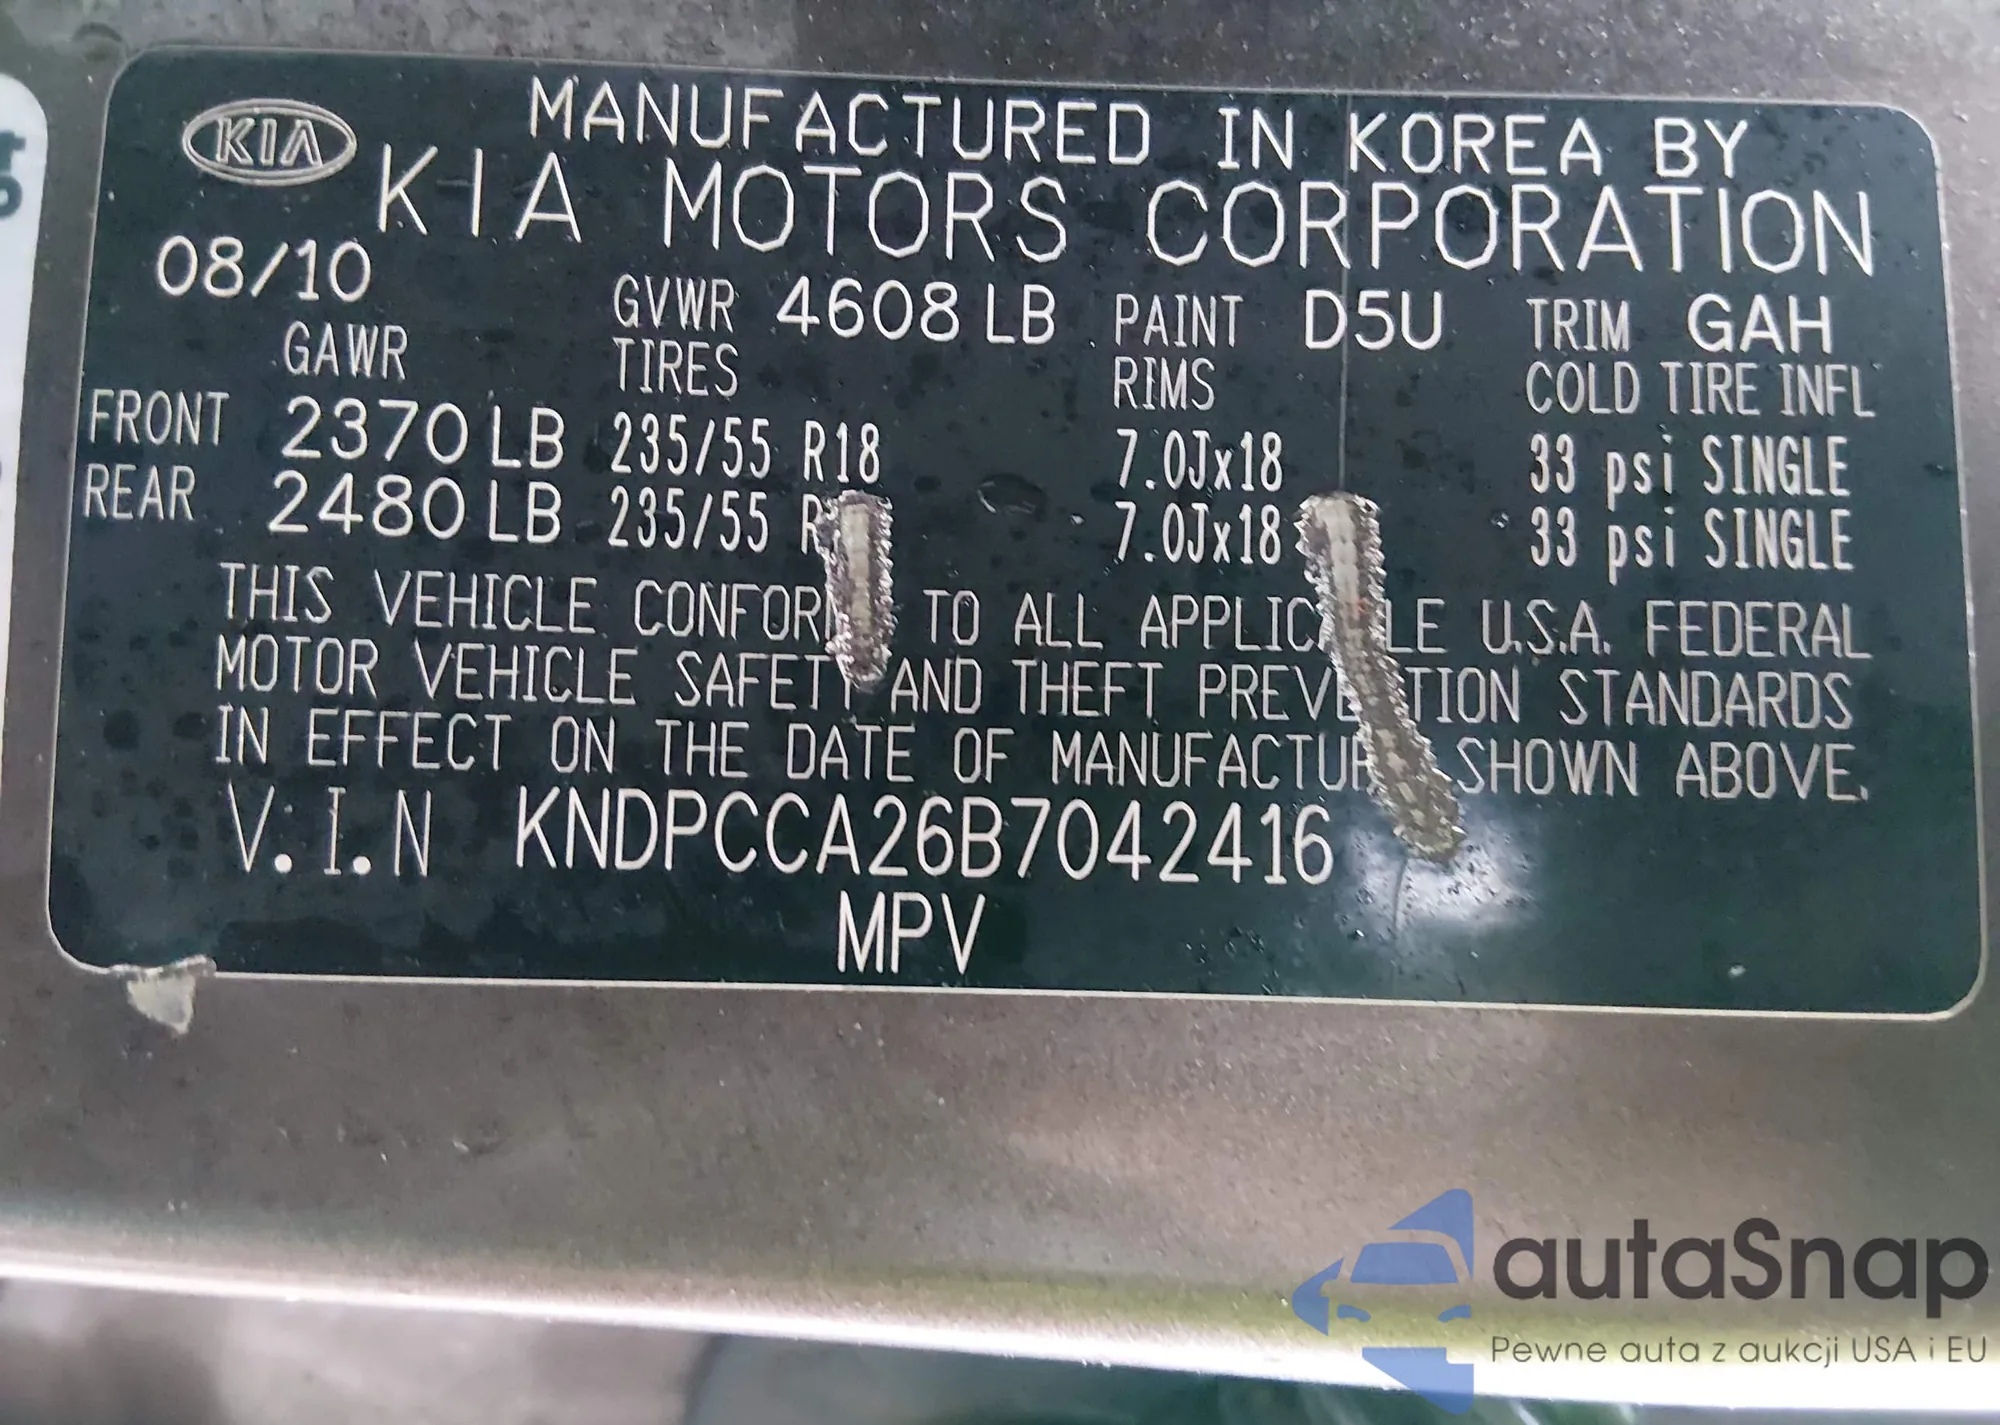 KIA
MANUFACTURED IN KOREA BY
KIA MOTORS CORPORATION
08/10
GVWR 4608 LB PAINT D5U TRIM GAH
GAWR TIRES RIMS COLD TIRE INFL
FRONT 2370 LB 235/55 R18 7.0Jx18 33 psi SINGLE
REAR 2480 LB 235/55 7.0Jx18 33 psi SINGLE
THIS VEHICLE TO ALL U.S.A. FEDERAL
MOTOR VEHICLE SAFETY AND THEFT STANDARDS
IN EFFECT ON THE DATE OF SHOWN ABOVE.
V.I.N KNDPCCA26B7042416
MPV
autaSnap
Pewne auta z aukcji USA i EU